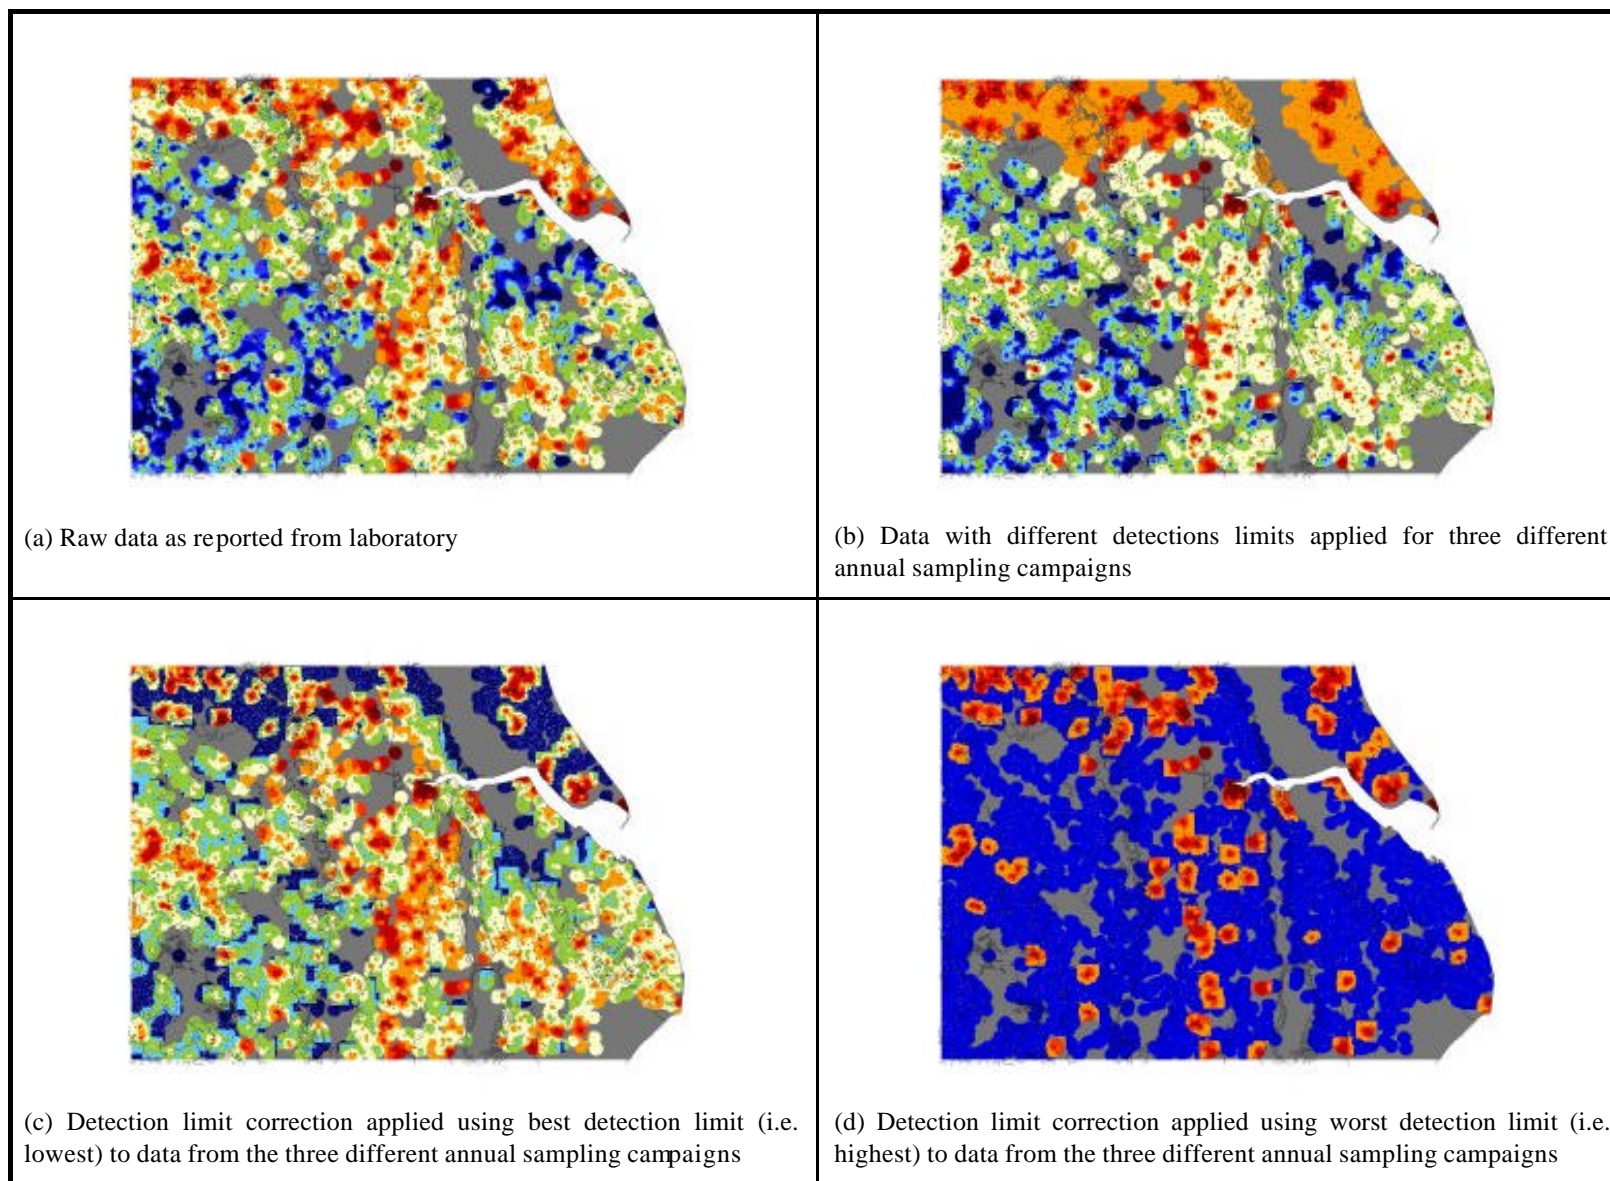 (a) Raw data as reported from laboratory
(b) Data with different detections limits applied for three different
annual sampling campaigns
(c) Detection limit correction applied using best detection limit (i.e.
lowest) to data from the three different annual sampling campaigns
(d) Detection limit correction applied using worst detection limit (i.e.
highest) to data from the three different annual sampling campaigns